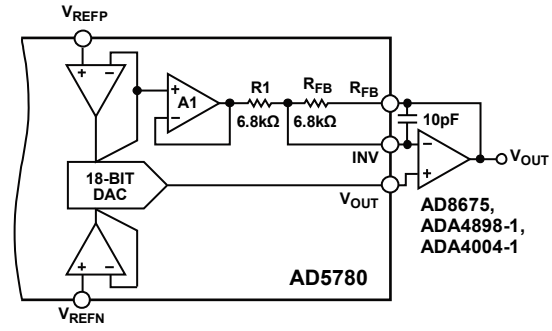 VREFP
+ −
+
−
A1
R1
6.8kΩ
RFB
6.8kΩ
RFB
10pF
INV
−
+
VOUT
18-BIT
DAC
VOUT
AD8675,
ADA4898-1,
ADA4004-1
+ −
AD5780
VREFN